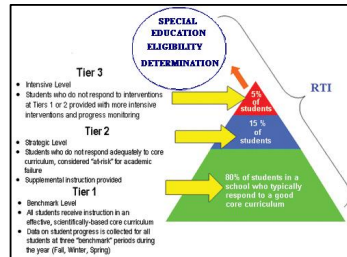 SPECIAL
EDUCATION
ELIGIBILITY
DETERMINATION
Tier 3
• Intensive Level
• Students who do not respond to interventions
at Tiers 1 or 2 provided with more intensive
interventions and progress monitoring
Tier 2
• Strategic Level
• Students who do not respond adequately to core
curriculum, considered "at-risk" for academic
failure
• Supplemental instruction provided
Tier 1
• Benchmark Level
• All students receive instruction in an
effective, scientifically-based core curriculum
• Data on student progress is collected for all
students at three "benchmark" periods during
the year (Fall, Winter, Spring)
RTI
5%
of
students
15 %
of
students
80% of students in a
school who typically
respond to a good
core curriculum